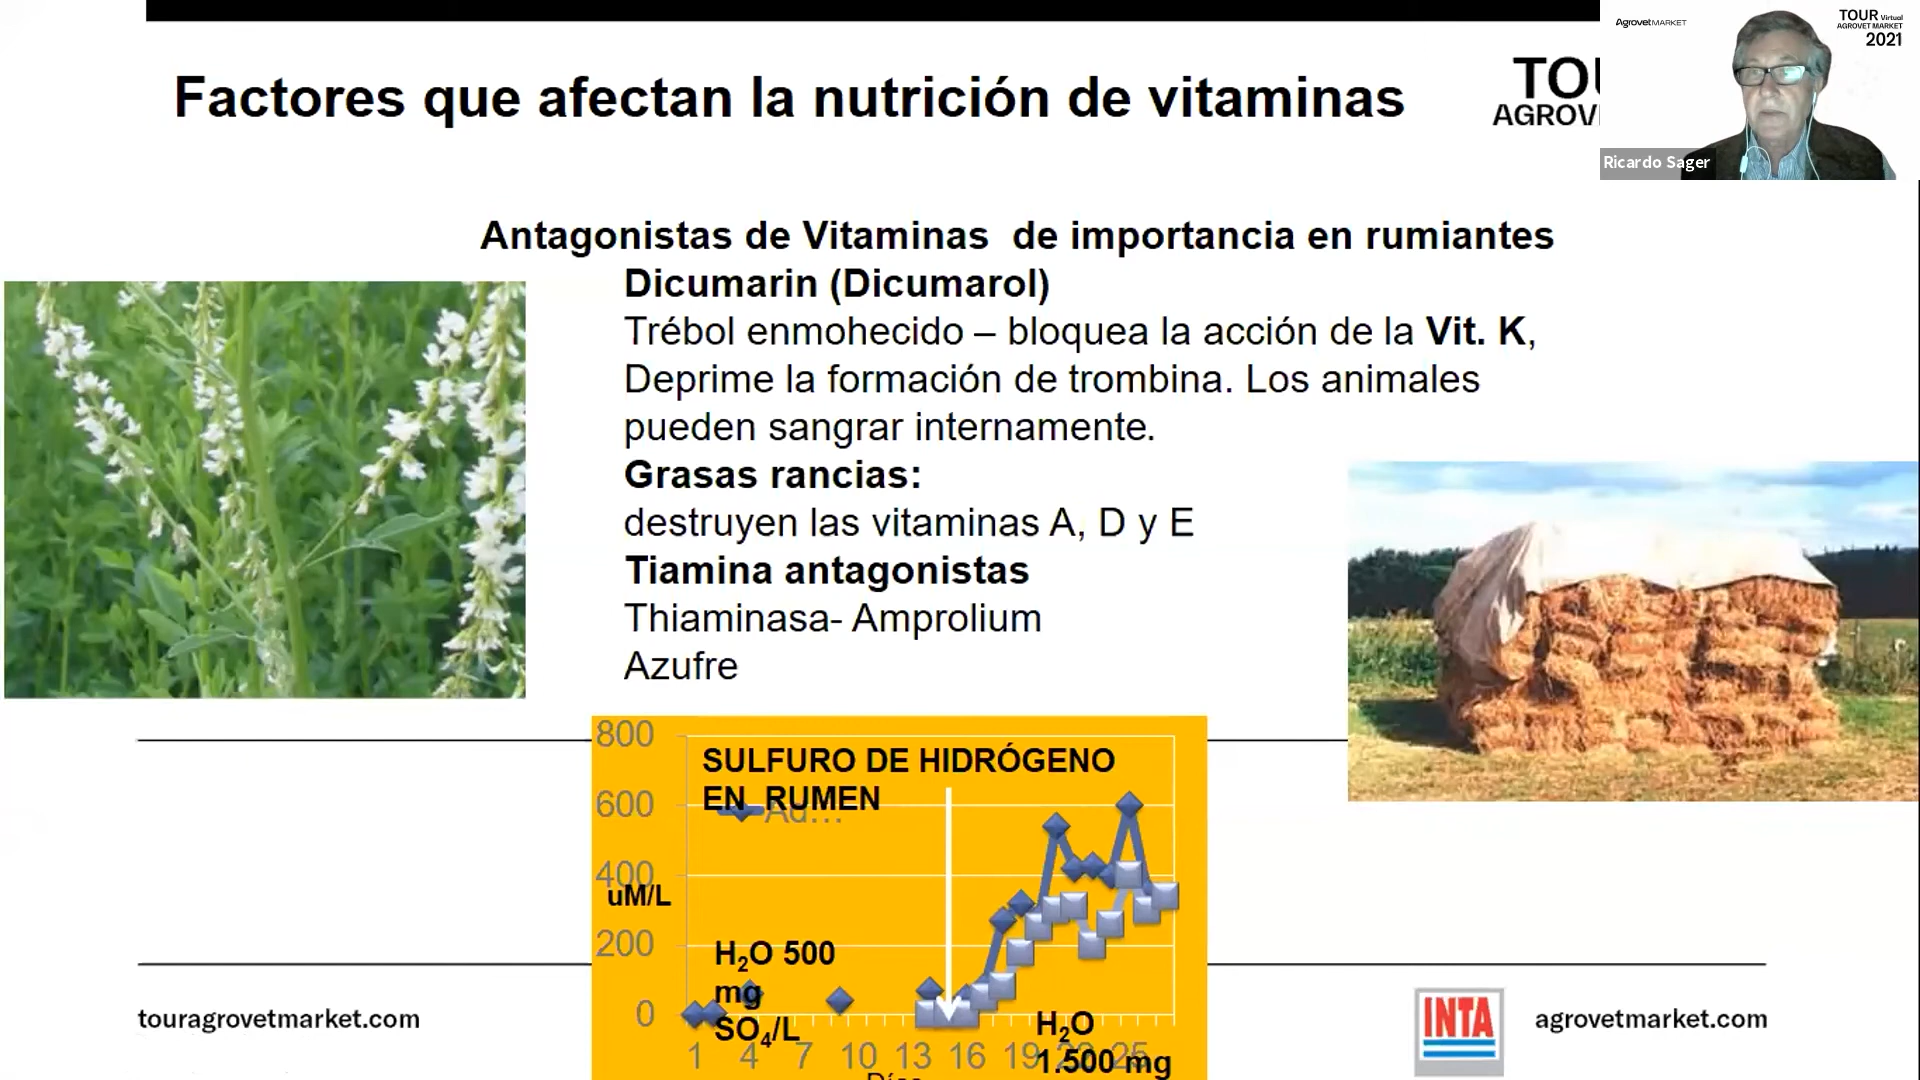 AgrovetMARKET
TOUR Virtual
AGROVET MARKET
2021
Ricardo Sager
Factores que afectan la nutrición de vitaminas
Antagonistas de Vitaminas de importancia en rumiantes
Dicumarin (Dicumarol)
Trébol enmohecido – bloquea la acción de la Vit. K,
Deprime la formación de trombina. Los animales
pueden sangrar internamente.
Grasas rancias:
destruyen las vitaminas A, D y E
Tiamina antagonistas
Thiaminasa- Amprolium
Azufre
SULFURO DE HIDRÓGENO
EN RUMEN
Ad...
800
600
400
200
0
uM/L
H₂O 500
mg
SO₄/L
H₂O
1.500 mg
1 4 7 10 13 16 19 22 25
touragrovetmarket.com
INTA
agrovetmarket.com